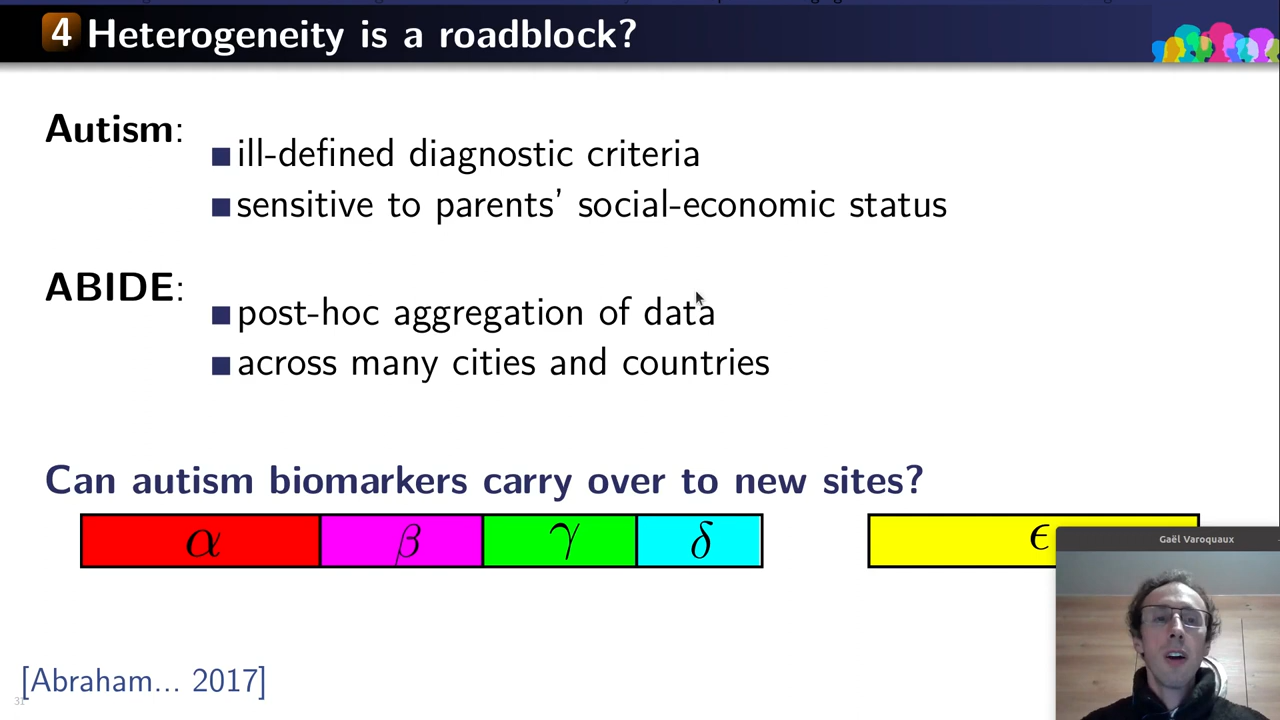 4 Heterogeneity is a roadblock?
Autism:
ill-defined diagnostic criteria
sensitive to parents' social-economic status
ABIDE:
post-hoc aggregation of data
across many cities and countries
Can autism biomarkers carry over to new sites?
α β γ δ ϵ
Gaël Varoquaux
[Abraham... 2017]
31